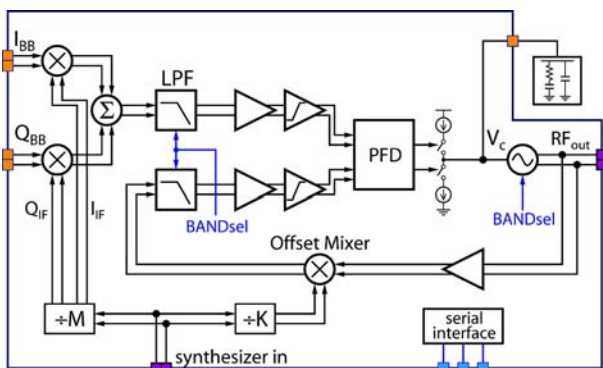 I_BB
LPF
Σ
Q_BB
PFD
V_c
RF_out
Q_IF
I_IF
BANDsel
BANDsel
Offset Mixer
÷M
÷K
serial
interface
synthesizer in